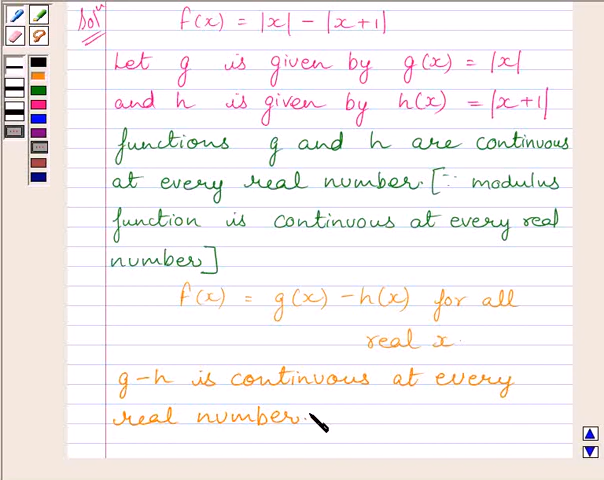 Solⁿ f(x) = |x| - |x+1|
Let g is given by g(x) = |x|
and h is given by h(x) = |x+1|
functions g and h are continuous
at every real number. [∵ modulus
function is continuous at every real
number]
f(x) = g(x) - h(x) for all
real x.
g-h is continuous at every
real number.